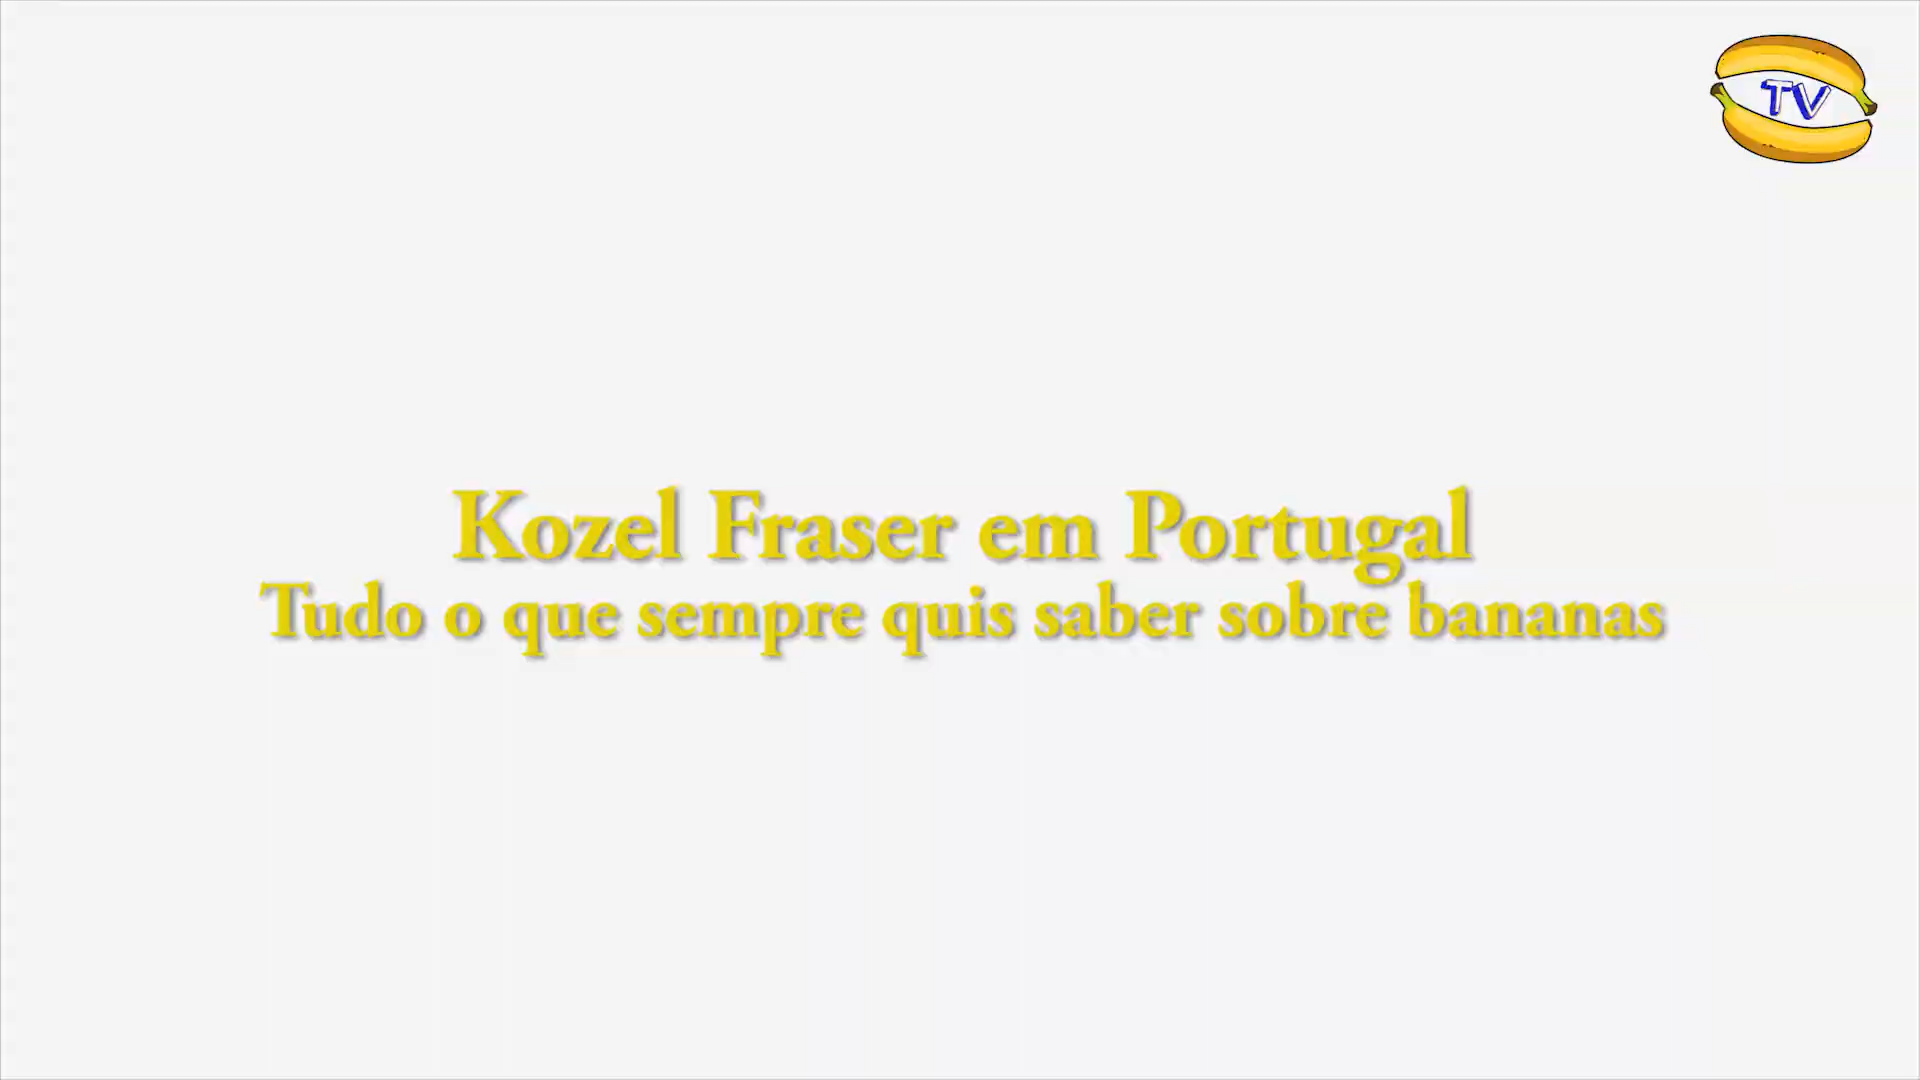 TV
Kozel Fraser em Portugal
Tudo o que sempre quis saber sobre bananas